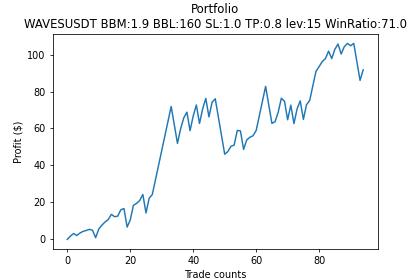 Portfolio
WAVESUSDT BBM:1.9 BBL:160 SL:1.0 TP:0.8 lev:15 WinRatio:71.0
100
80
60
40
20
0
Profit ($)
0 20 40 60 80
Trade counts